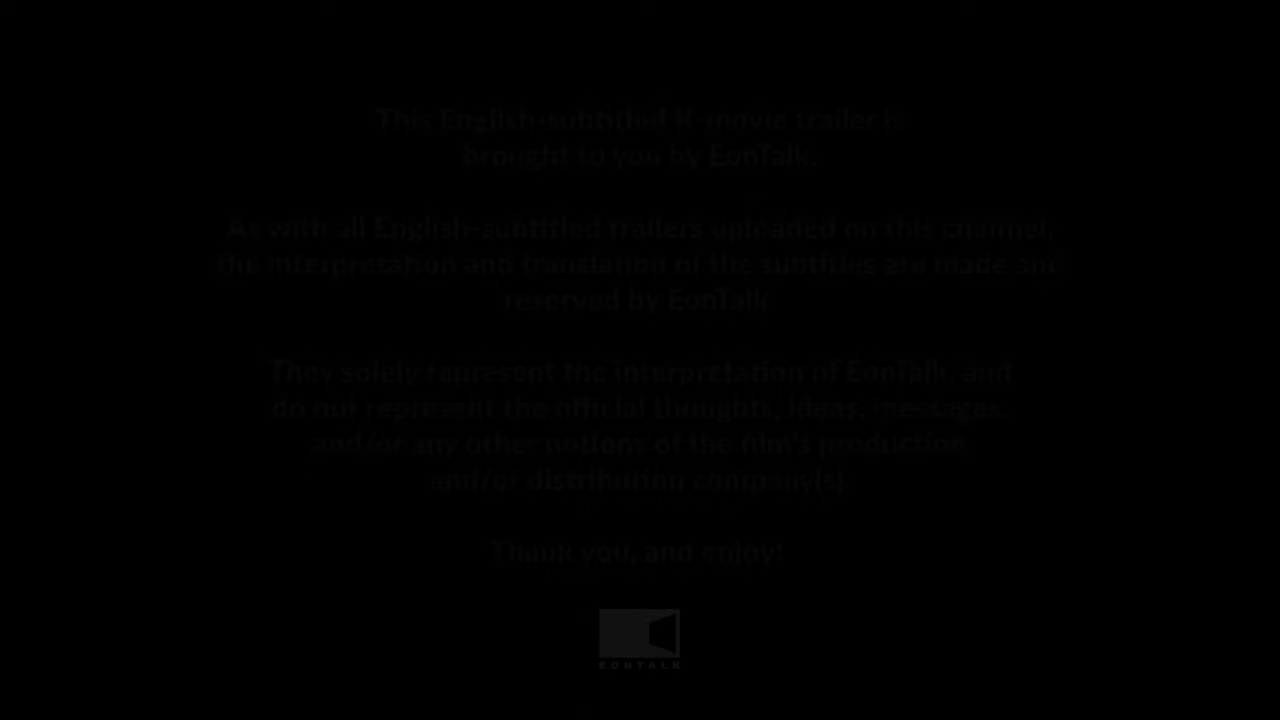 This English-subtitled K-movie trailer is
brought to you by EonTalk.
As with all English-subtitled trailers uploaded on this channel,
the interpretation and translation of the subtitles are made and
reserved by EonTalk
They solely represent the interpretation of EonTalk, and
do not represent the official thoughts, ideas, messages,
and/or any other notions of the film's production
and/or distribution company(s)
Thank you, and enjoy!
EONTALK